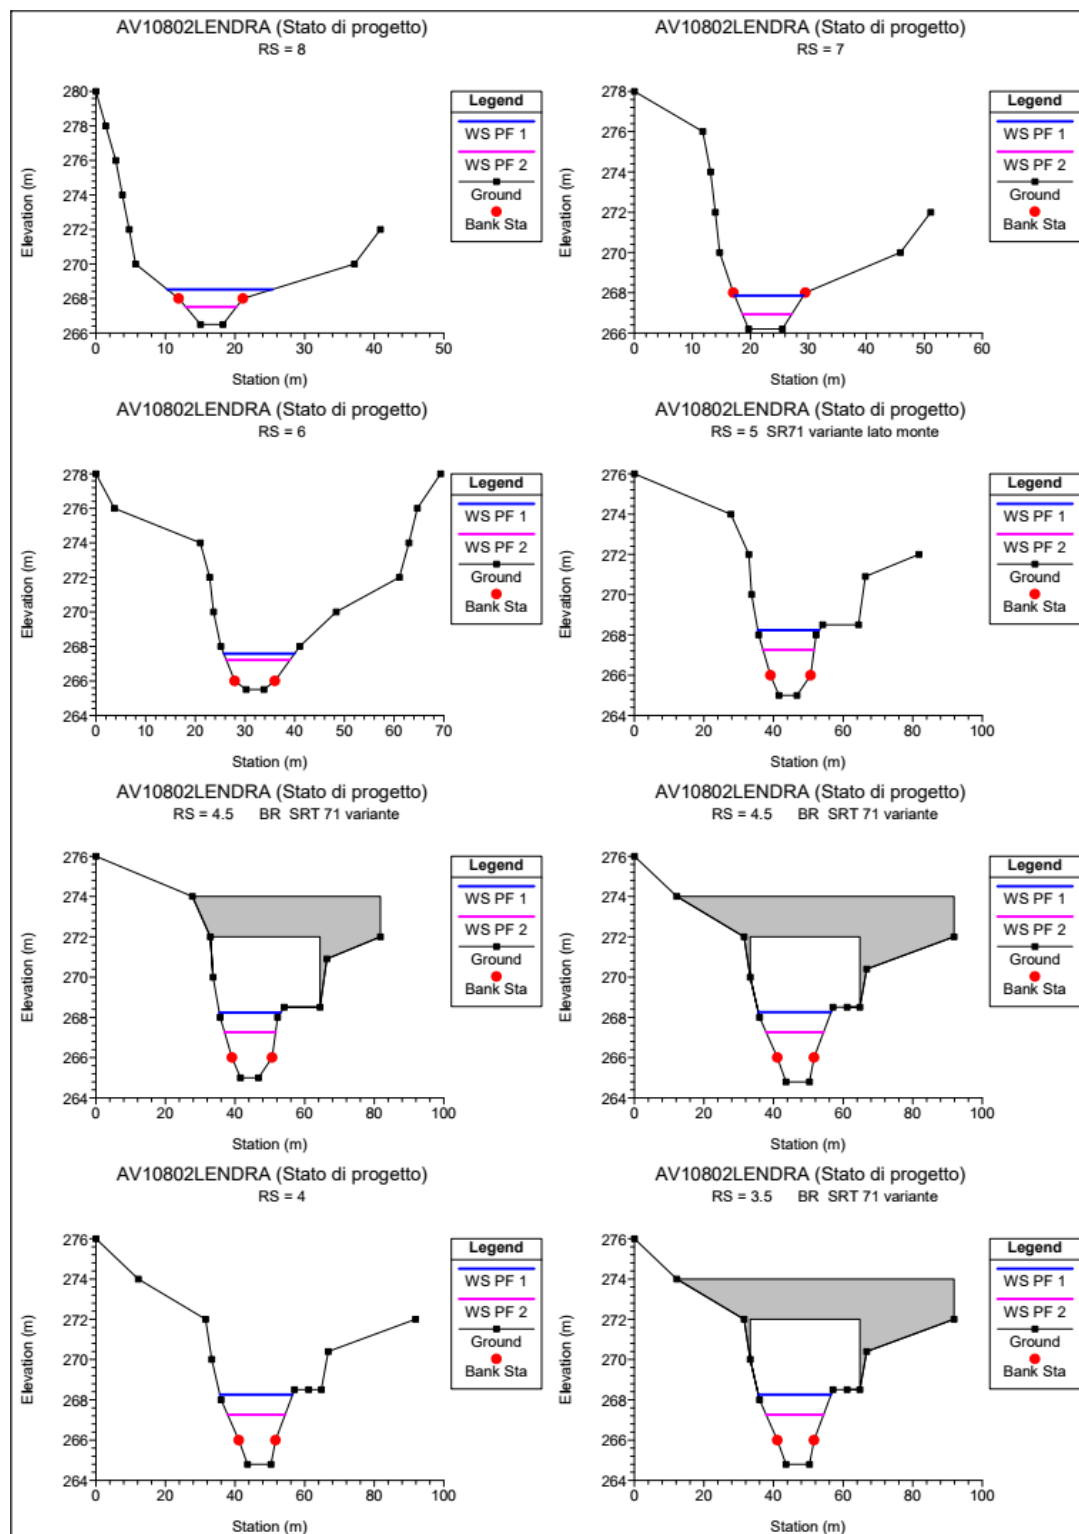 AV10802LENDRA (Stato di progetto)
RS = 8
Elevation (m)
280
278
276
274
272
270
268
266
0
10
20
30
40
50
Station (m)
Legend
WS PF 1
WS PF 2
Ground
Bank Sta
AV10802LENDRA (Stato di progetto)
RS = 7
Elevation (m)
278
276
274
272
270
268
266
0
10
20
30
40
50
60
Station (m)
Legend
WS PF 1
WS PF 2
Ground
Bank Sta
AV10802LENDRA (Stato di progetto)
RS = 6
Elevation (m)
278
276
274
272
270
268
266
264
0
10
20
30
40
50
60
70
Station (m)
Legend
WS PF 1
WS PF 2
Ground
Bank Sta
AV10802LENDRA (Stato di progetto)
RS = 5 SR71 variante lato monte
Elevation (m)
276
274
272
270
268
266
264
0
20
40
60
80
100
Station (m)
Legend
WS PF 1
WS PF 2
Ground
Bank Sta
AV10802LENDRA (Stato di progetto)
RS = 4.5 BR SRT 71 variante
Elevation (m)
276
274
272
270
268
266
264
0
20
40
60
80
100
Station (m)
Legend
WS PF 1
WS PF 2
Ground
Bank Sta
AV10802LENDRA (Stato di progetto)
RS = 4.5 BR SRT 71 variante
Elevation (m)
276
274
272
270
268
266
264
0
20
40
60
80
100
Station (m)
Legend
WS PF 1
WS PF 2
Ground
Bank Sta
AV10802LENDRA (Stato di progetto)
RS = 4
Elevation (m)
276
274
272
270
268
266
264
0
20
40
60
80
100
Station (m)
Legend
WS PF 1
WS PF 2
Ground
Bank Sta
AV10802LENDRA (Stato di progetto)
RS = 3.5 BR SRT 71 variante
Elevation (m)
276
274
272
270
268
266
264
0
20
40
60
80
100
Station (m)
Legend
WS PF 1
WS PF 2
Ground
Bank Sta